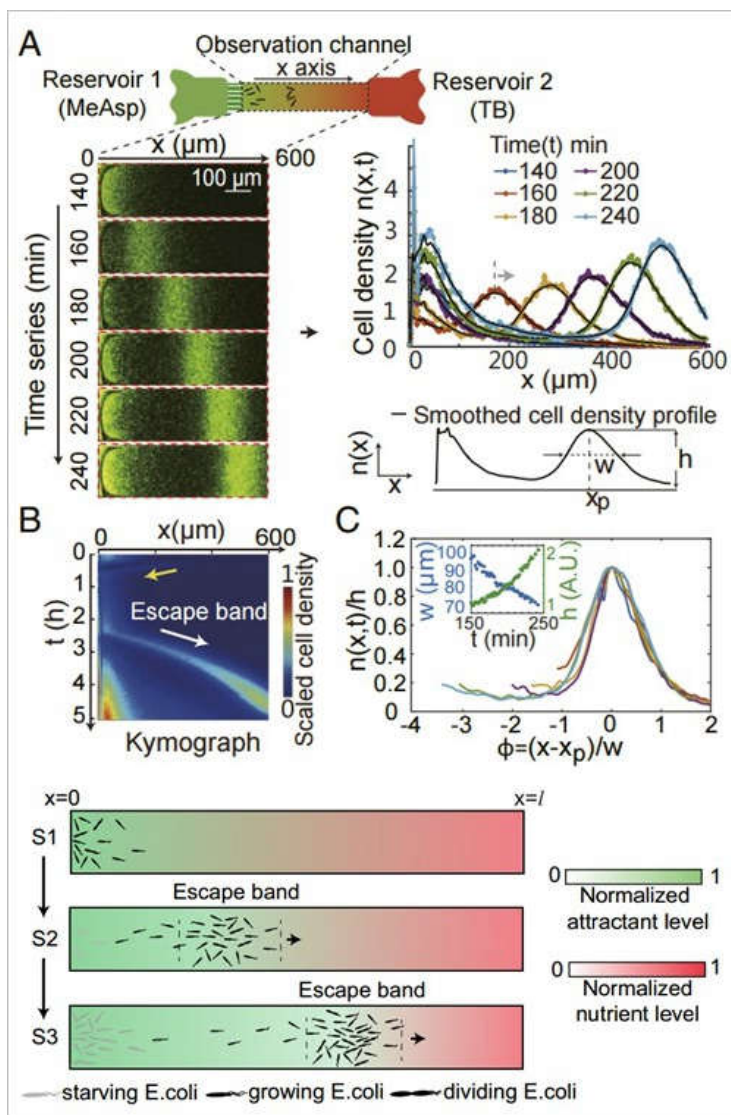 A
Observation channel
x axis
Reservoir 1
(MeAsp)
Reservoir 2
(TB)
0 x (μm) 600
100 μm
Time series (min)
140
160
180
200
220
240
Time(t) min
140 200
160 220
180 240
Cell density n(x,t)
4
3
2
1
0
0 200 400 600
x (μm)
Smoothed cell density profile
n(x)
x
w
h
xp
B
x(μm)
0 600
t (h)
0
1
2
3
4
5
Escape band
1
0
Scaled cell density
Kymograph
C
n(x,t)/h
1.2
1.0
0.8
0.6
0.4
0.2
0
w (μm)
100
90
80
70
h (A.U.)
2
1
150 250
t (min)
-4 -3 -2 -1 0 1 2
ϕ=(x-xp)/w
x=0 x=l
S1
Escape band
S2
Escape band
S3
0 1
Normalized
attractant level
0 1
Normalized
nutrient level
starving E.coli growing E.coli dividing E.coli